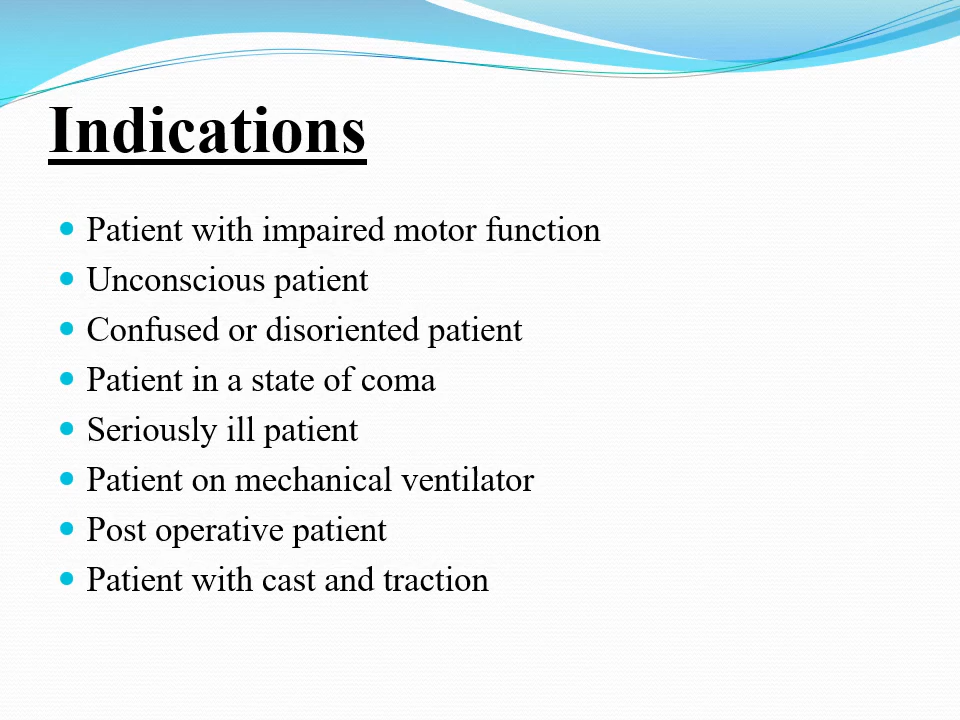 Indications
Patient with impaired motor function
Unconscious patient
Confused or disoriented patient
Patient in a state of coma
Seriously ill patient
Patient on mechanical ventilator
Post operative patient
Patient with cast and traction